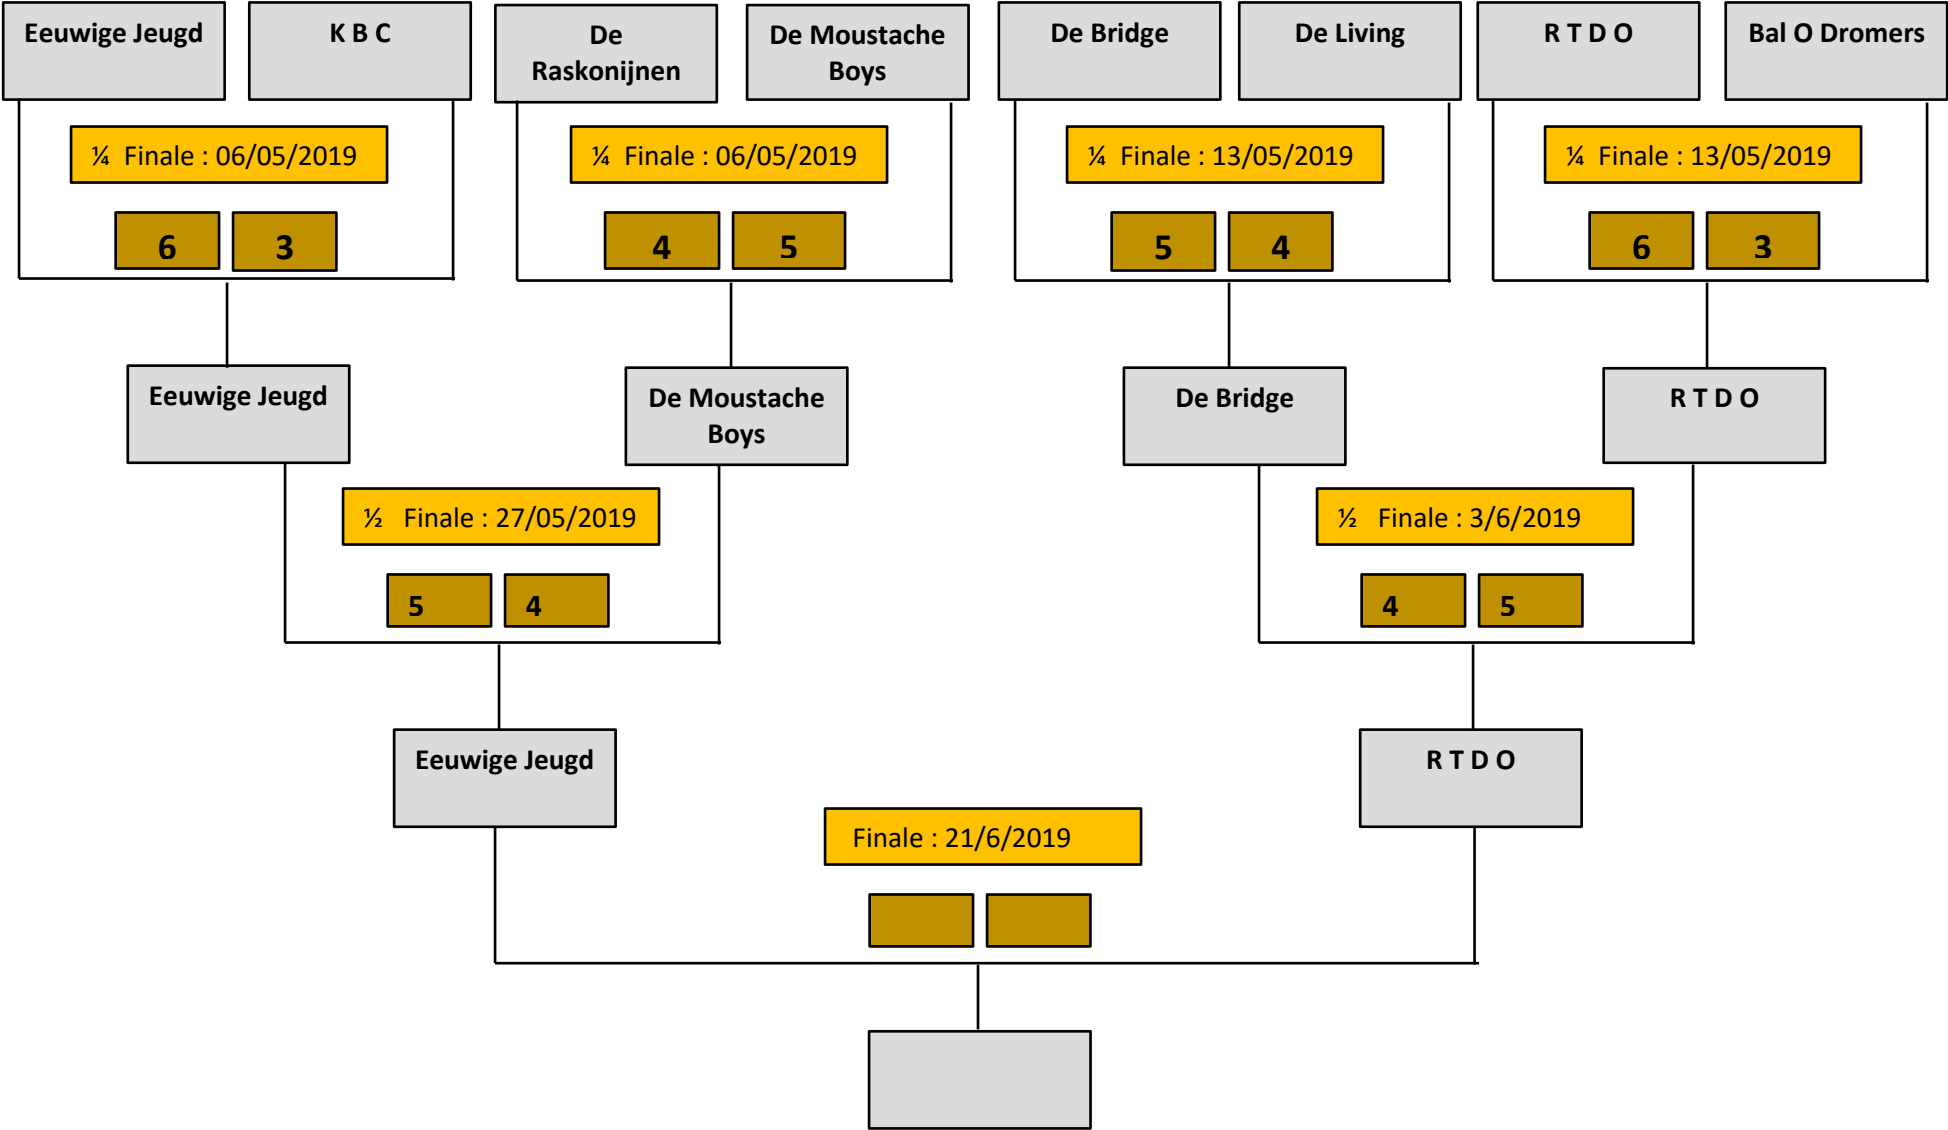 Eeuwige Jeugd
K B C
De
Raskonijnen
De Moustache
Boys
De Bridge
De Living
R T D O
Bal O Dromers
¼ Finale : 06/05/2019
¼ Finale : 06/05/2019
¼ Finale : 13/05/2019
¼ Finale : 13/05/2019
6
3
4
5
5
4
6
3
Eeuwige Jeugd
De Moustache
Boys
De Bridge
R T D O
½ Finale : 27/05/2019
½ Finale : 3/6/2019
5
4
4
5
Eeuwige Jeugd
R T D O
Finale : 21/6/2019